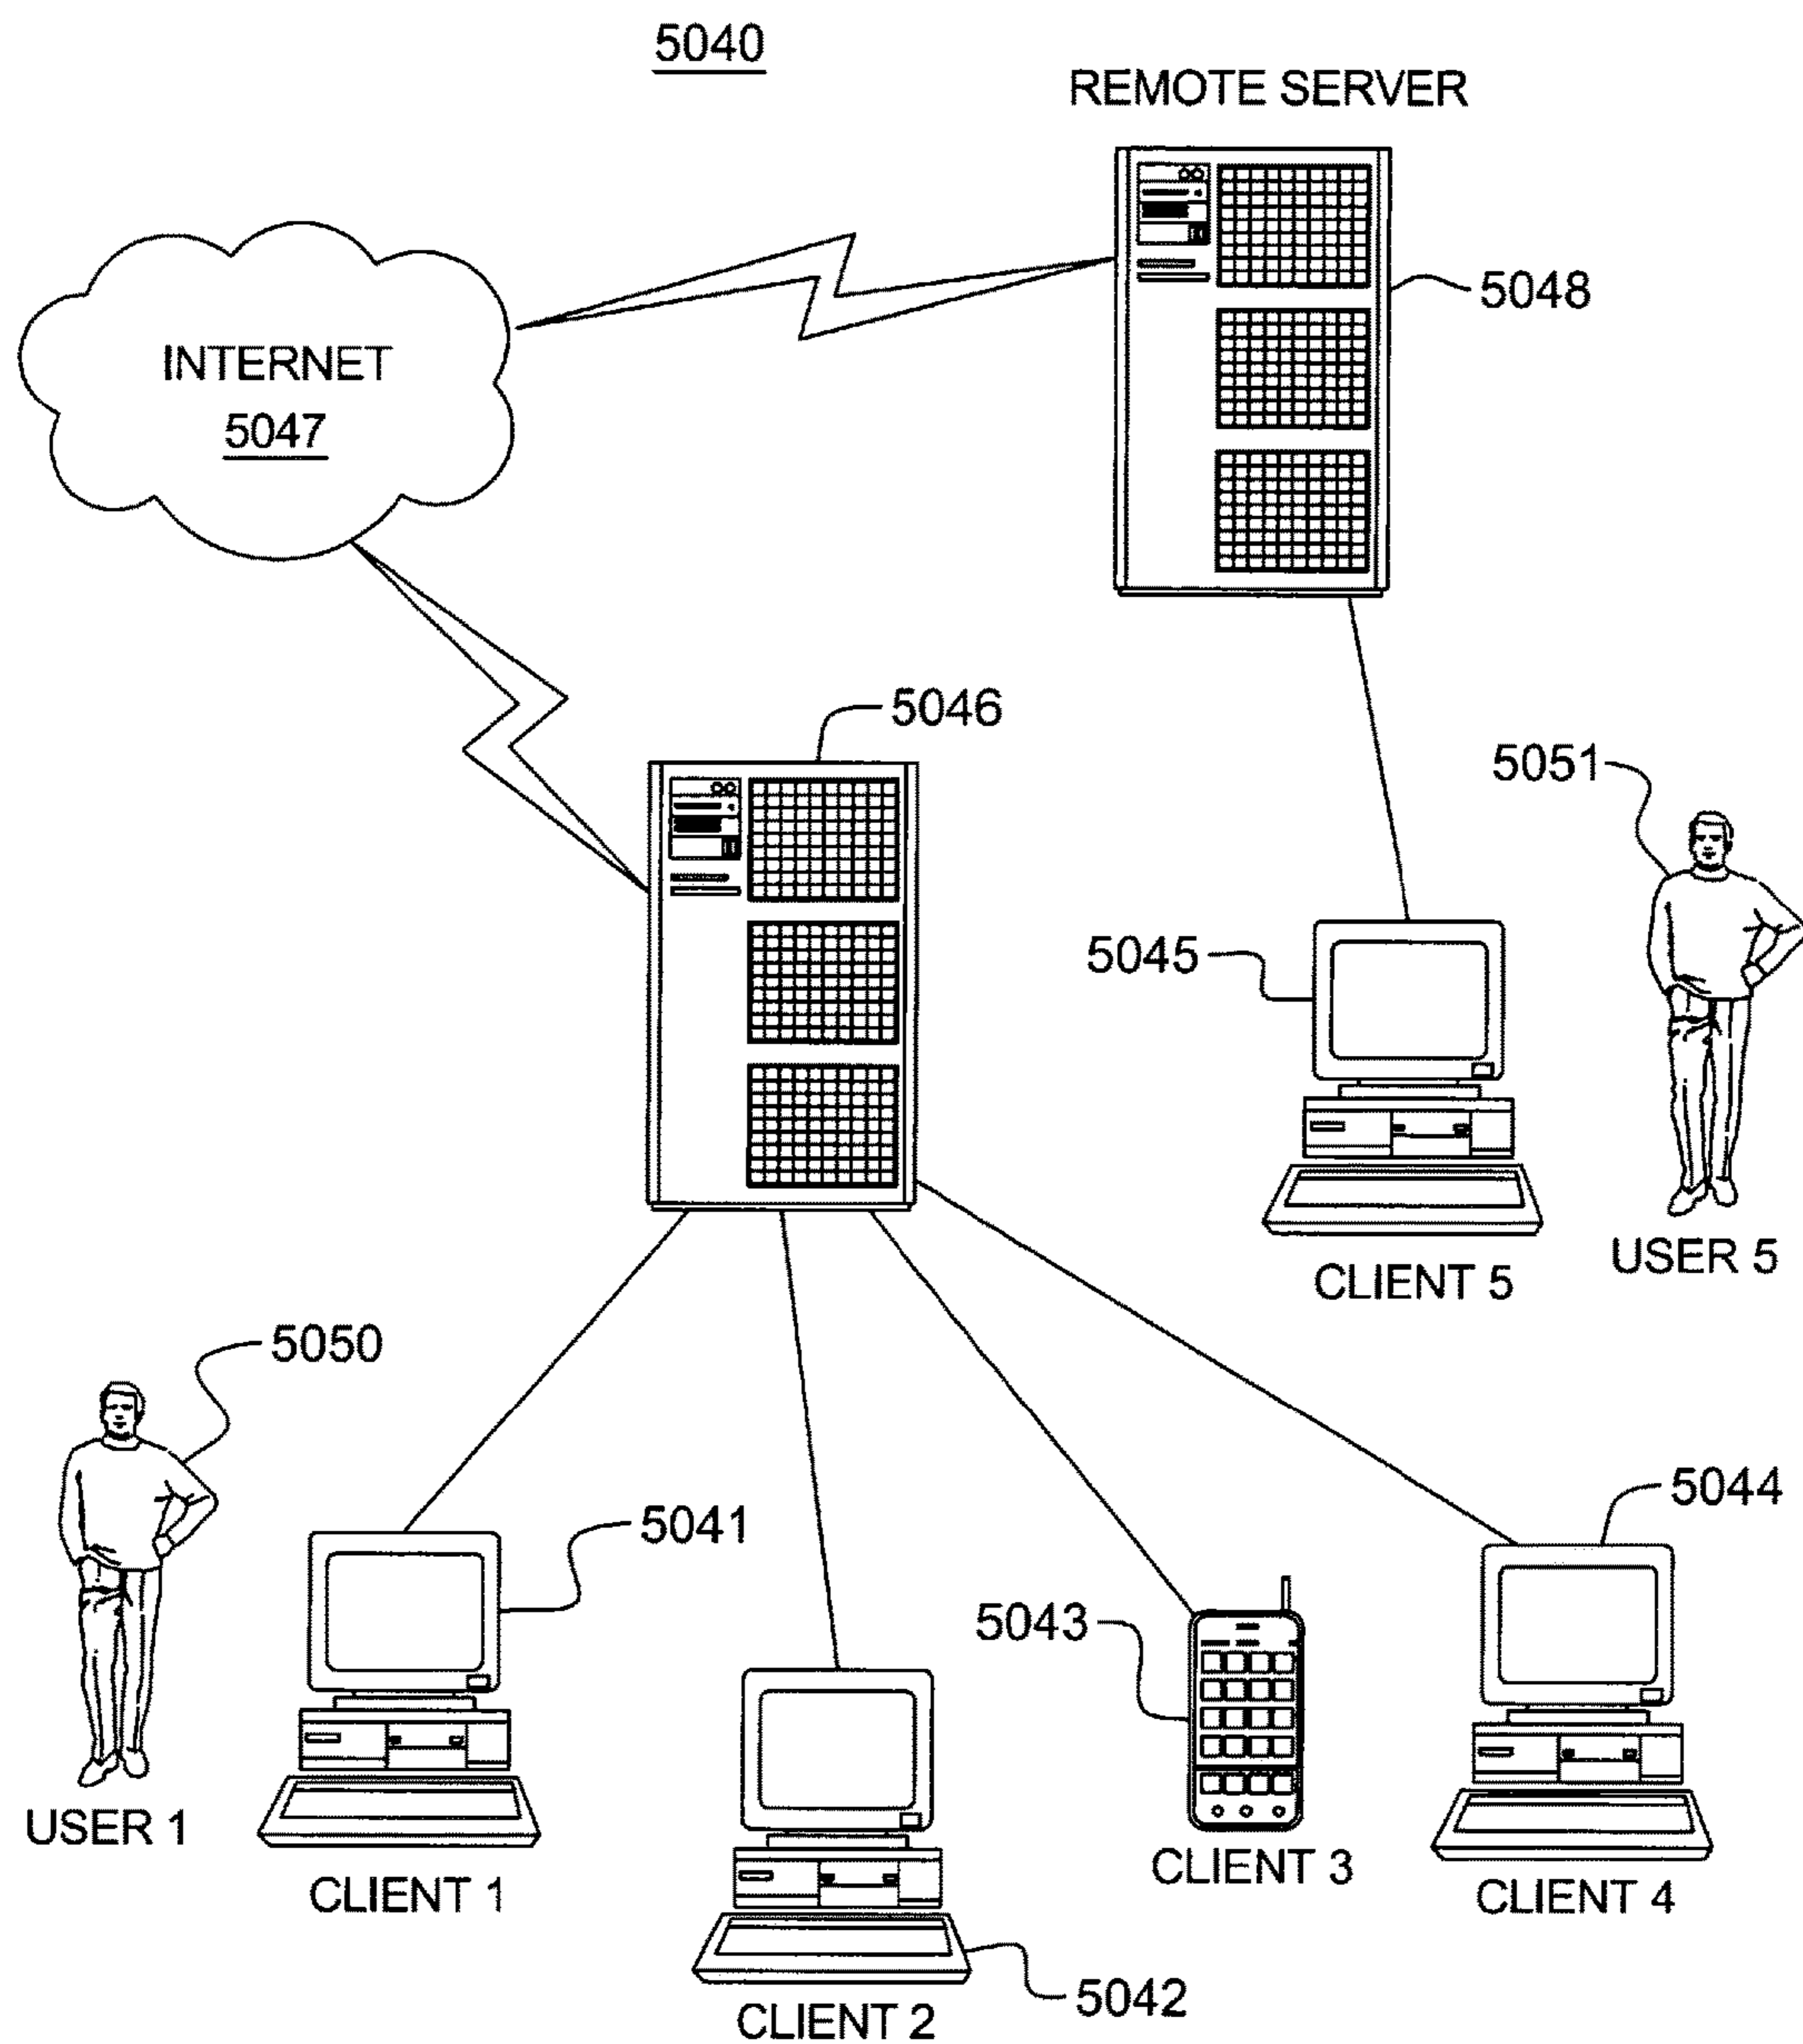 5040
REMOTE SERVER
5048
INTERNET
5047
5046
5051
5045
USER 5
CLIENT 5
5050
5041
5044
5043
USER 1
CLIENT 1
CLIENT 3
CLIENT 4
5042
CLIENT 2